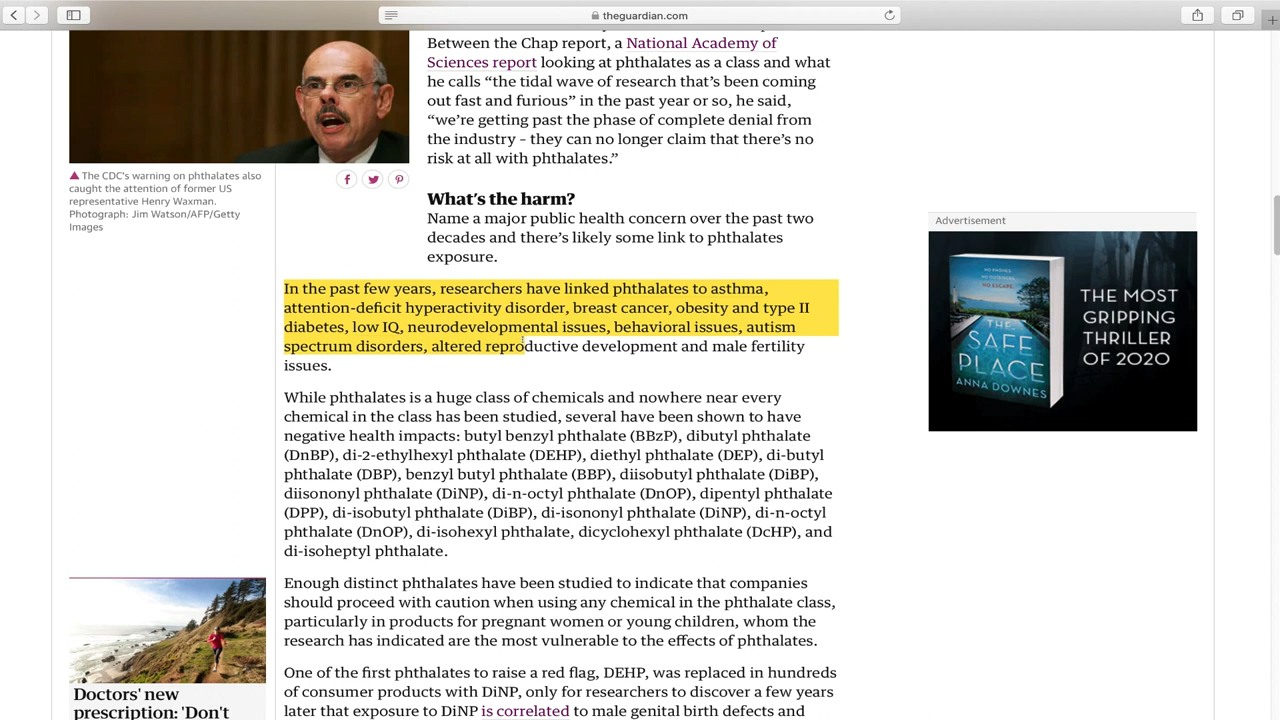 theguardian.com
Between the Chap report, a National Academy of
Sciences report looking at phthalates as a class and what
he calls “the tidal wave of research that’s been coming
out fast and furious” in the past year or so, he said,
“we’re getting past the phase of complete denial from
the industry – they can no longer claim that there’s no
risk at all with phthalates.”
The CDC’s warning on phthalates also
caught the attention of former US
representative Henry Waxman.
Photograph: Jim Watson/AFP/Getty
Images
What’s the harm?
Name a major public health concern over the past two
decades and there’s likely some link to phthalates
exposure.
In the past few years, researchers have linked phthalates to asthma,
attention-deficit hyperactivity disorder, breast cancer, obesity and type II
diabetes, low IQ, neurodevelopmental issues, behavioral issues, autism
spectrum disorders, altered reproductive development and male fertility
issues.
While phthalates is a huge class of chemicals and nowhere near every
chemical in the class has been studied, several have been shown to have
negative health impacts: butyl benzyl phthalate (BBzP), dibutyl phthalate
(DnBP), di-2-ethylhexyl phthalate (DEHP), diethyl phthalate (DEP), di-butyl
phthalate (DBP), benzyl butyl phthalate (BBP), diisobutyl phthalate (DiBP),
diisononyl phthalate (DiNP), di-n-octyl phthalate (DnOP), dipentyl phthalate
(DPP), di-isobutyl phthalate (DiBP), di-isononyl phthalate (DiNP), di-n-octyl
phthalate (DnOP), di-isohexyl phthalate, dicyclohexyl phthalate (DcHP), and
di-isoheptyl phthalate.
Enough distinct phthalates have been studied to indicate that companies
should proceed with caution when using any chemical in the phthalate class,
particularly in products for pregnant women or young children, whom the
research has indicated are the most vulnerable to the effects of phthalates.
One of the first phthalates to raise a red flag, DEHP, was replaced in hundreds
of consumer products with DiNP, only for researchers to discover a few years
later that exposure to DiNP is correlated to male genital birth defects and
Doctors' new
prescription: 'Don't
Advertisement
THE
SAFE
PLACE
ANNA DOWNES
THE MOST
GRIPPING
THRILLER
OF 2020